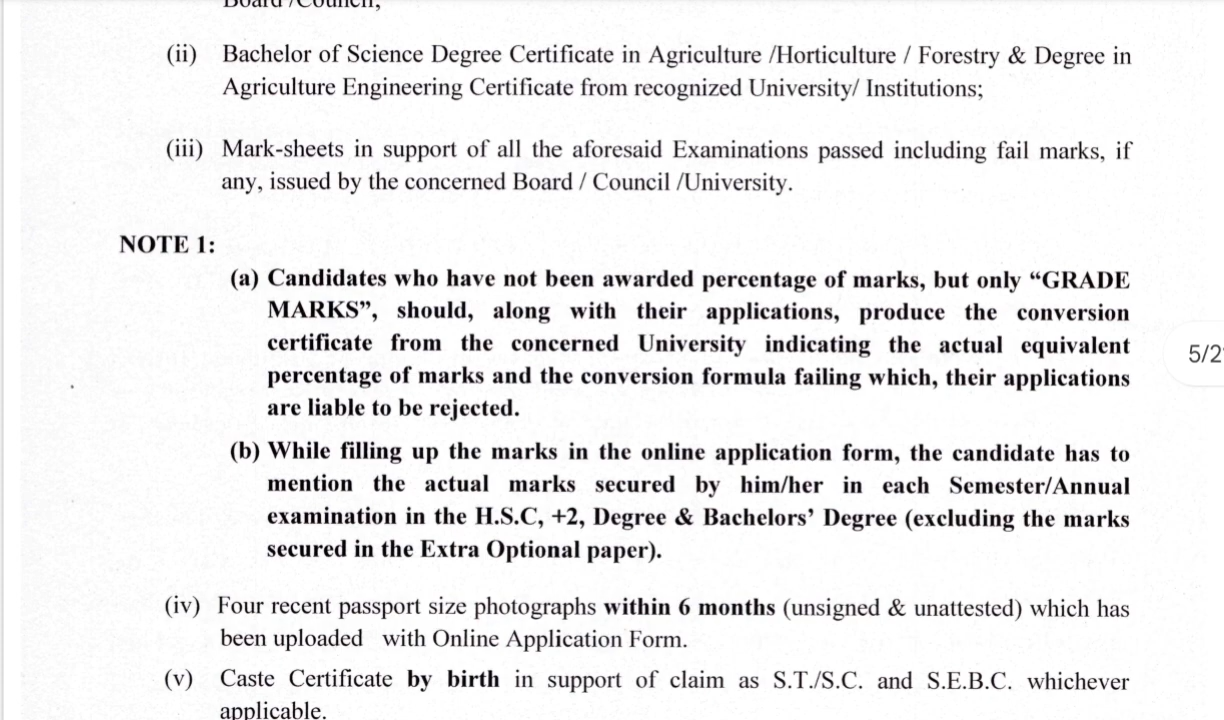 Board /Council;
(ii) Bachelor of Science Degree Certificate in Agriculture /Horticulture / Forestry & Degree in
Agriculture Engineering Certificate from recognized University/ Institutions;
(iii) Mark-sheets in support of all the aforesaid Examinations passed including fail marks, if
any, issued by the concerned Board / Council /University.
NOTE 1:
(a) Candidates who have not been awarded percentage of marks, but only “GRADE
MARKS”, should, along with their applications, produce the conversion
certificate from the concerned University indicating the actual equivalent
percentage of marks and the conversion formula failing which, their applications
are liable to be rejected.
(b) While filling up the marks in the online application form, the candidate has to
mention the actual marks secured by him/her in each Semester/Annual
examination in the H.S.C, +2, Degree & Bachelors’ Degree (excluding the marks
secured in the Extra Optional paper).
(iv) Four recent passport size photographs within 6 months (unsigned & unattested) which has
been uploaded with Online Application Form.
(v) Caste Certificate by birth in support of claim as S.T./S.C. and S.E.B.C. whichever
applicable.
5/2